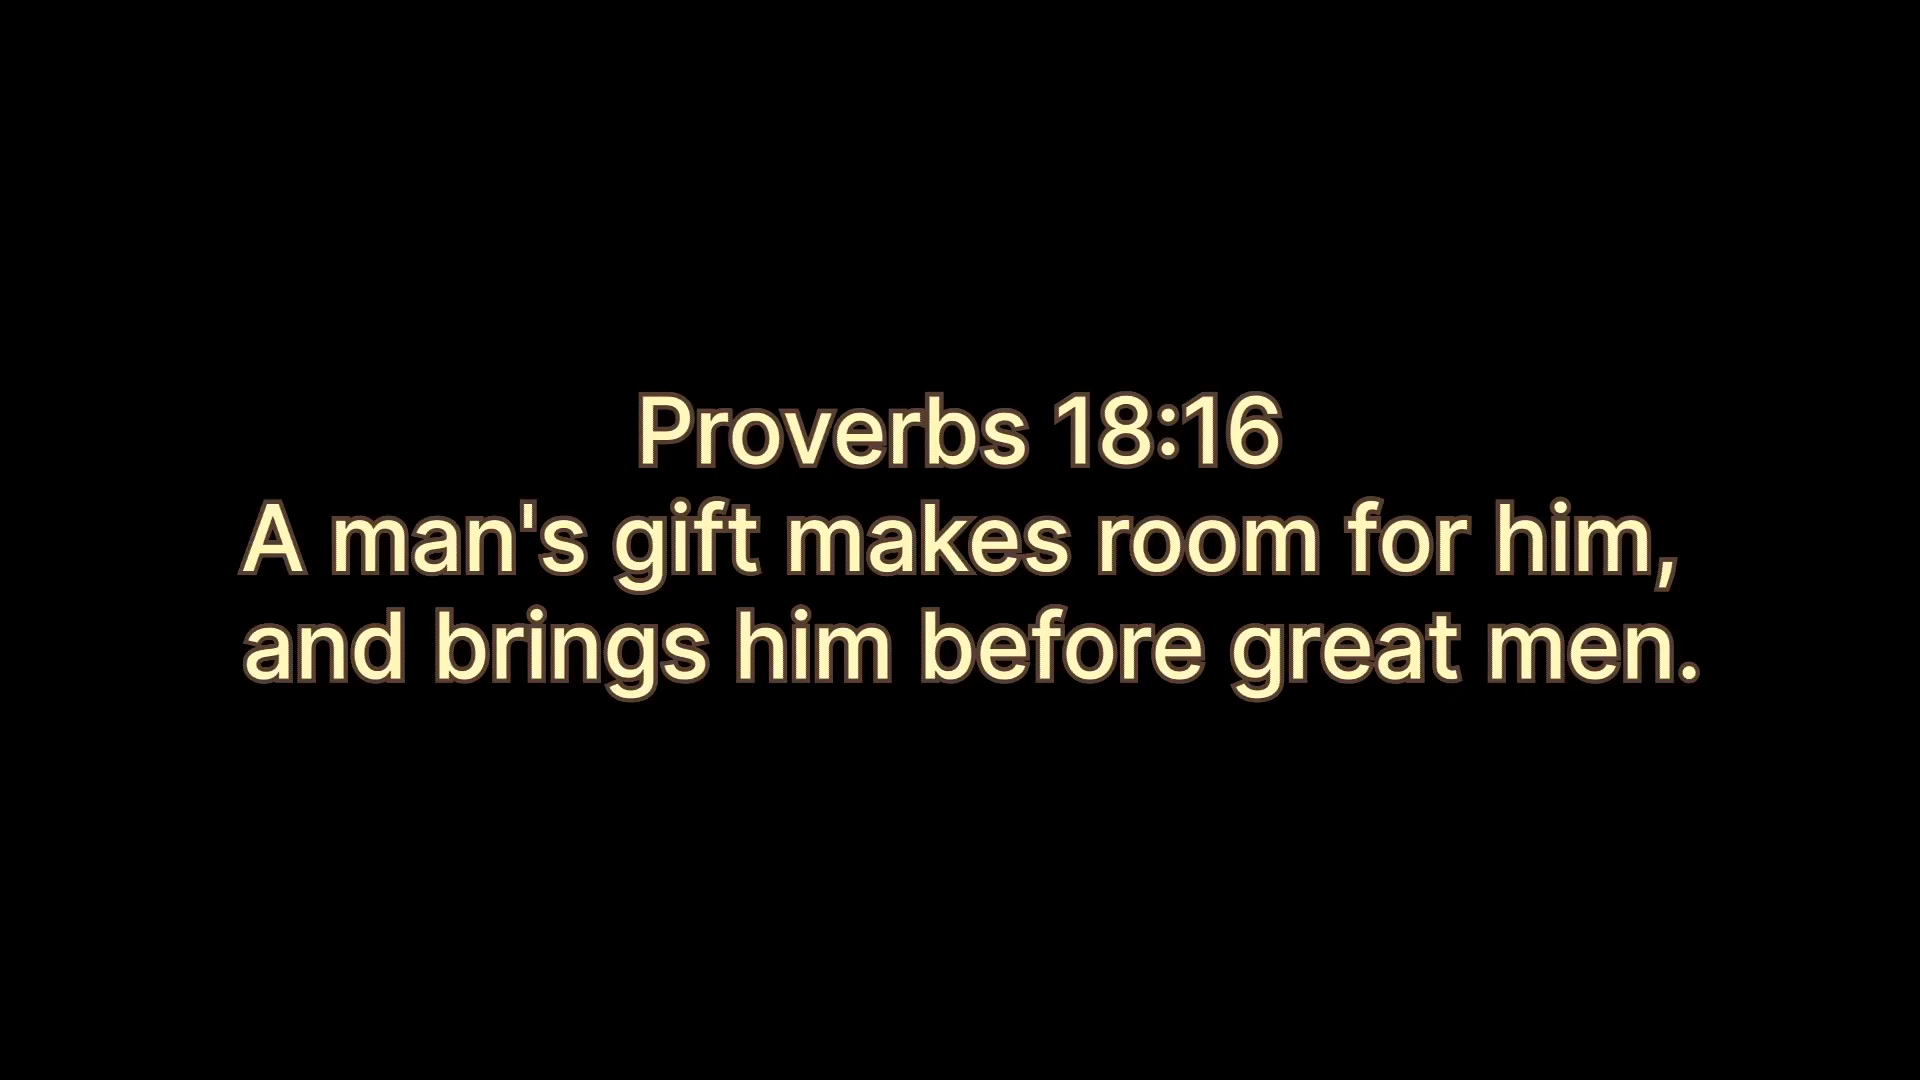 Proverbs 18:16
A man's gift makes room for him,
and brings him before great men.